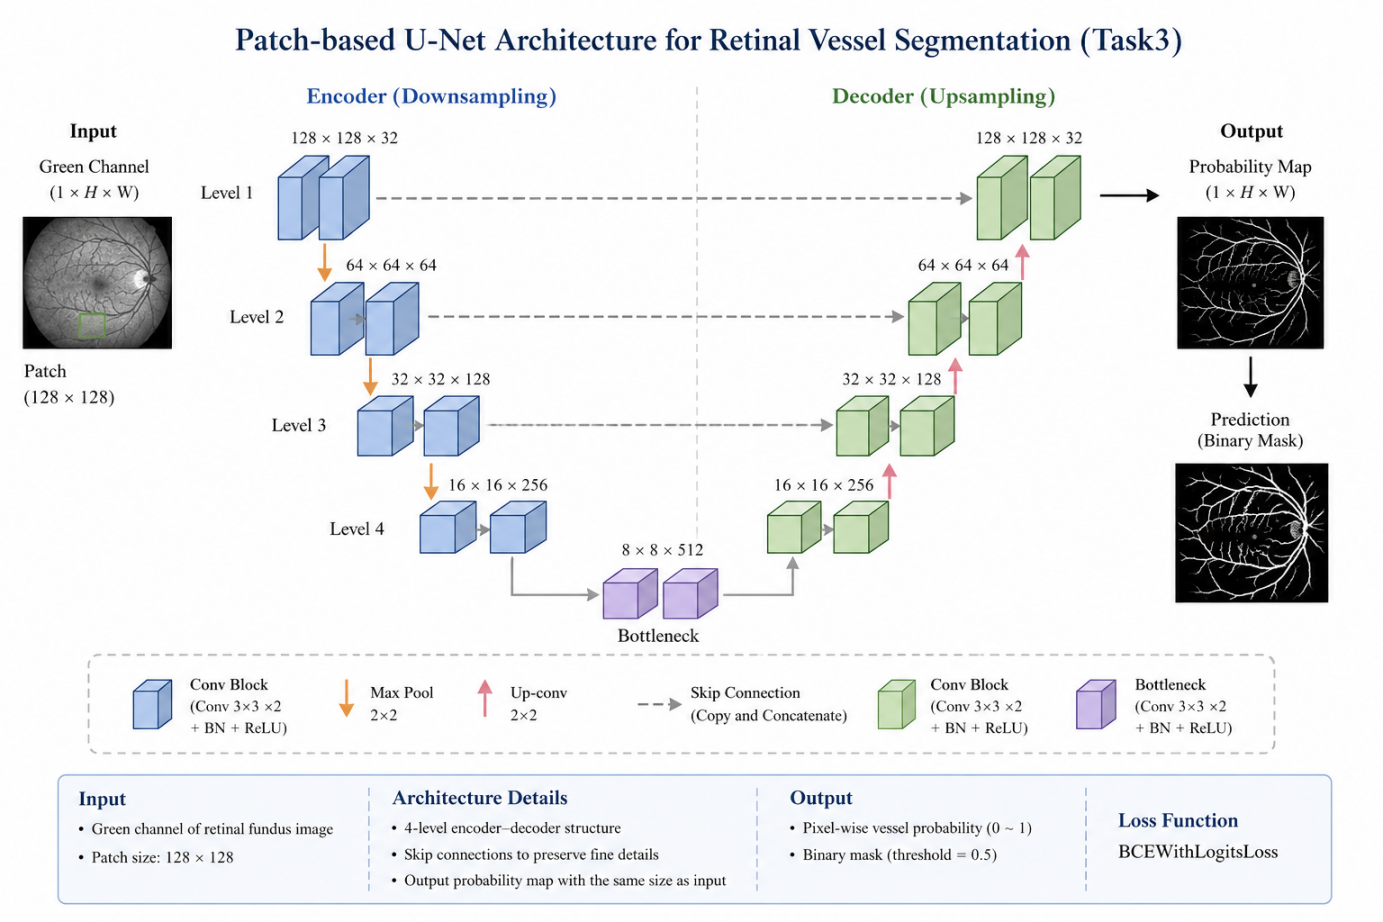 Patch-based U-Net Architecture for Retinal Vessel Segmentation (Task3)
Encoder (Downsampling)
Decoder (Upsampling)
Input
Green Channel
(1 × H × W)
Patch
(128 × 128)
128 × 128 × 32
Level 1
64 × 64 × 64
Level 2
32 × 32 × 128
Level 3
16 × 16 × 256
Level 4
8 × 8 × 512
Bottleneck
128 × 128 × 32
64 × 64 × 64
32 × 32 × 128
16 × 16 × 256
Output
Probability Map
(1 × H × W)
Prediction
(Binary Mask)
Conv Block
(Conv 3×3 ×2
+ BN + ReLU)
Max Pool
2×2
Up-conv
2×2
Skip Connection
(Copy and Concatenate)
Conv Block
(Conv 3×3 ×2
+ BN + ReLU)
Bottleneck
(Conv 3×3 ×2
+ BN + ReLU)
Input
• Green channel of retinal fundus image
• Patch size: 128 × 128
Architecture Details
• 4-level encoder–decoder structure
• Skip connections to preserve fine details
• Output probability map with the same size as input
Output
• Pixel-wise vessel probability (0 ~ 1)
• Binary mask (threshold = 0.5)
Loss Function
BCEWithLogitsLoss